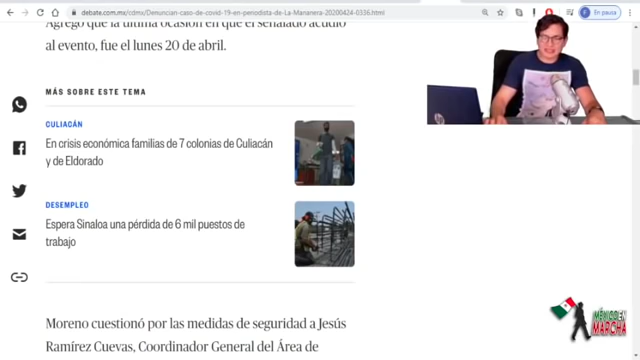 debate.com.mx/cdmx/Denuncian-caso-de-covid-19-en-periodista-de-La-Mananera-20200424-0336.html
En pausa
Agregó que la última ocasión en que el señalado acudió
al evento, fue el lunes 20 de abril.
MÁS SOBRE ESTE TEMA
CULIACÁN
En crisis económica familias de 7 colonias de Culiacán
y de Eldorado
DESEMPLEO
Espera Sinaloa una pérdida de 6 mil puestos de
trabajo
Moreno cuestionó por las medidas de seguridad a Jesús
Ramírez Cuevas, Coordinador General del Área de
MÉXICO EN
MARCHA